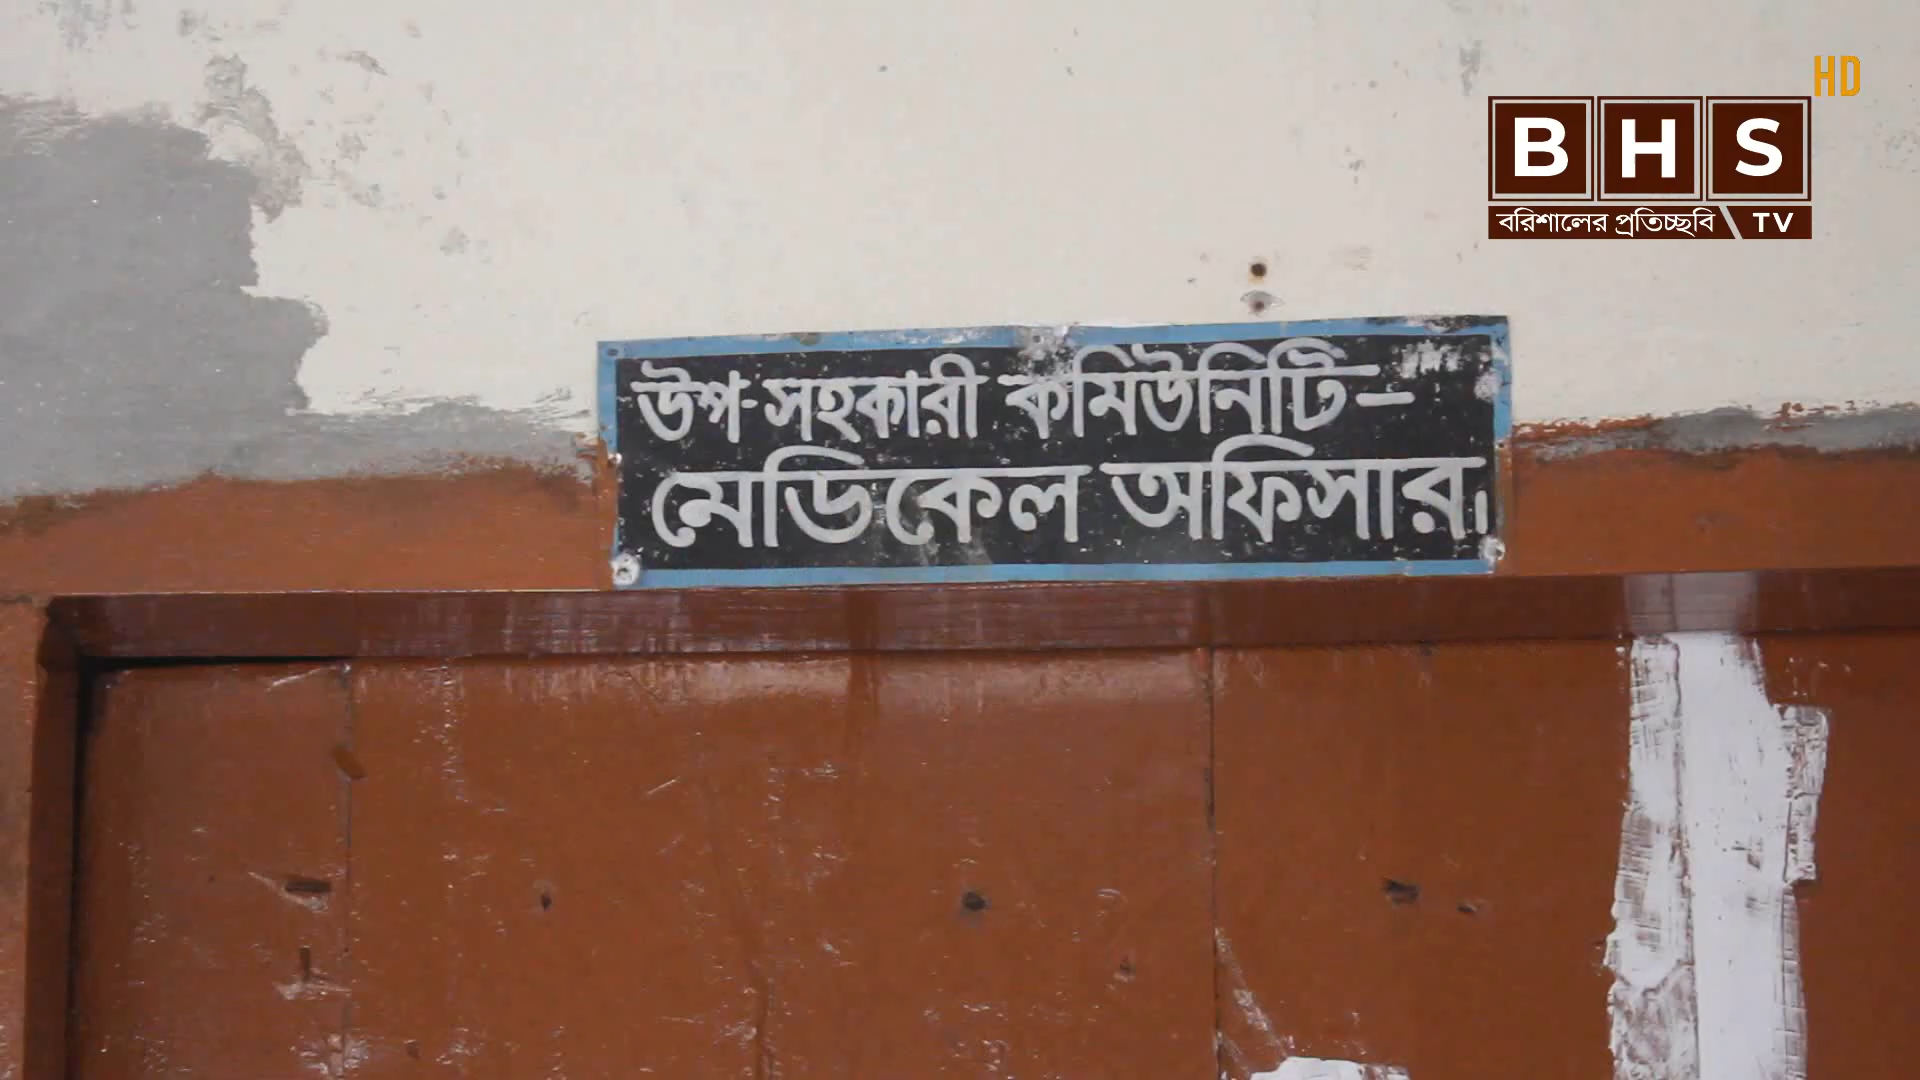 HD
BHS
বরিশালের প্রতিচ্ছবি TV
উপ-সহকারী কমিউনিটি-
মেডিকেল অফিসার।